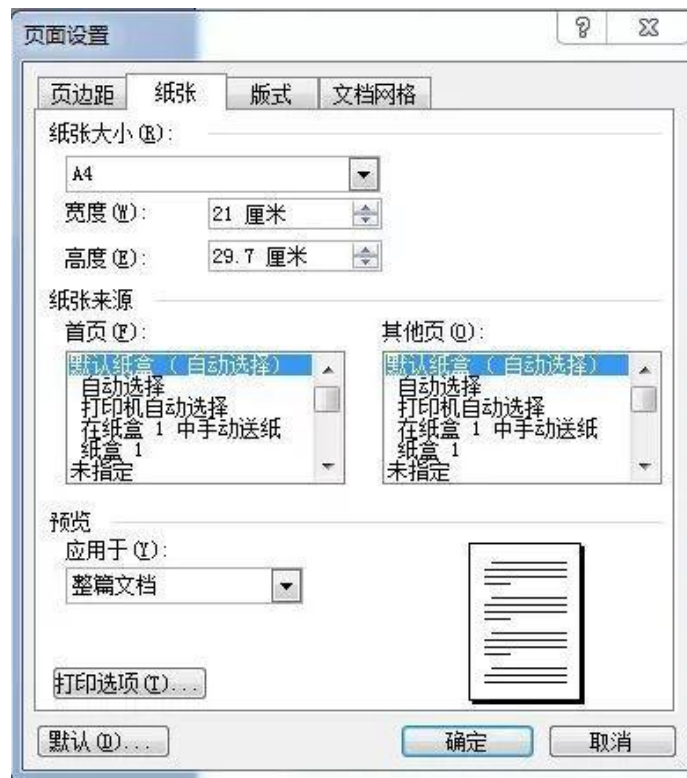 页面设置
页边距 纸张 版式 文档网格
纸张大小(R):
A4
宽度(W): 21 厘米
高度(E): 29.7 厘米
纸张来源
首页(F): 其他页(O):
默认纸盒 (自动选择) 默认纸盒 (自动选择)
自动选择 自动选择
打印机自动选择 打印机自动选择
在纸盒 1 中手动送纸 在纸盒 1 中手动送纸
纸盒 1 纸盒 1
未指定 未指定
预览
应用于(Y):
整篇文档
打印选项(T)...
默认(D)... 确定 取消